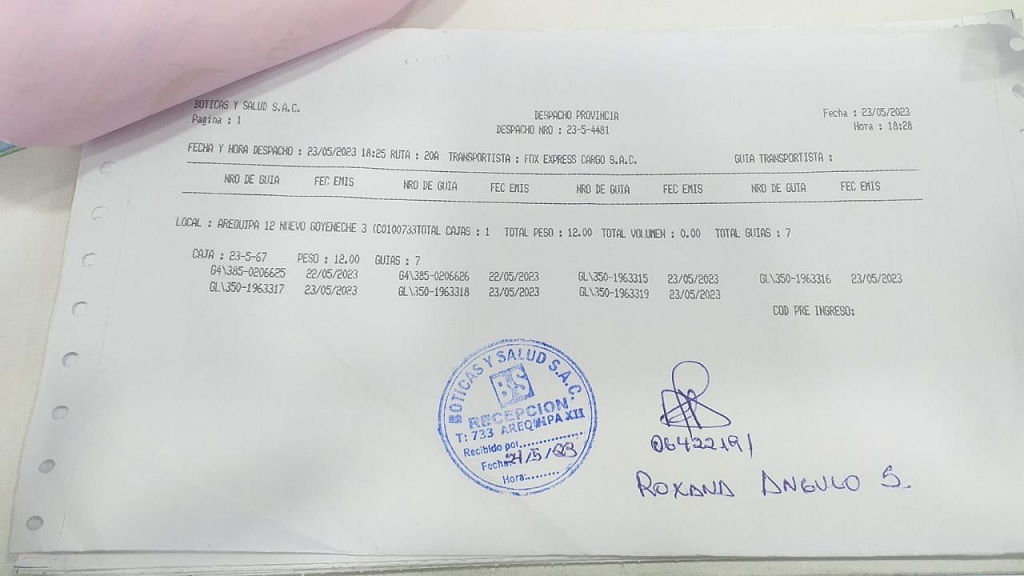 BOTICAS Y SALUD S.A.C.
Pagina : 1
DESPACHO PROVINCIA
DESPACHO NRO : 23-5-4481
Fecha : 23/05/2023
Hora : 18:28
FECHA Y HORA DESPACHO : 23/05/2023 18:25 RUTA : 20A TRANSPORTISTA : FOX EXPRESS CARGO S.A.C. GUIA TRANSPORTISTA :
NRO DE GUIA FEC EMIS NRO DE GUIA FEC EMIS NRO DE GUIA FEC EMIS NRO DE GUIA FEC EMIS
LOCAL : AREQUIPA 12 NUEVO GOYENECHE 3 (C0100733TOTAL CAJAS : 1 TOTAL PESO : 12.00 TOTAL VOLUMEN : 0.00 TOTAL GUIAS : 7
CAJA : 23-5-67 PESO : 12.00 GUIAS : 7
G4\385-0206625 22/05/2023 G4\385-0206626 22/05/2023 GL\350-1963315 23/05/2023 GL\350-1963316 23/05/2023
GL\350-1963317 23/05/2023 GL\350-1963318 23/05/2023 GL\350-1963319 23/05/2023
COD PRE INGRESO:
BOTICAS Y SALUD S.A.C.
BS
RECEPCION
T: 733 AREQUIPA XII
Recibido por
Fecha: /5/23
Hora:
06422191
ROXANA ANGULO S.